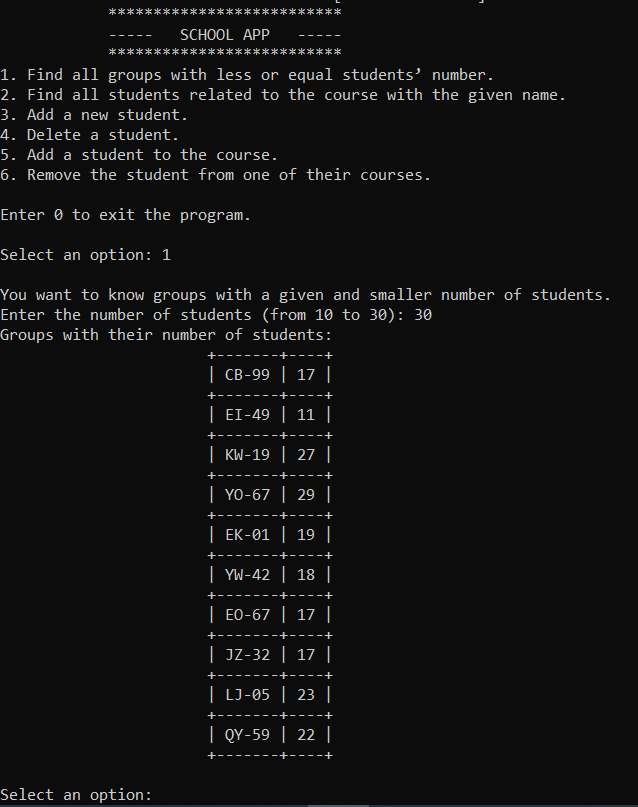 **************************
----- SCHOOL APP -----
**************************
1. Find all groups with less or equal students’ number.
2. Find all students related to the course with the given name.
3. Add a new student.
4. Delete a student.
5. Add a student to the course.
6. Remove the student from one of their courses.
Enter 0 to exit the program.
Select an option: 1
You want to know groups with a given and smaller number of students.
Enter the number of students (from 10 to 30): 30
Groups with their number of students:
+-------+----+
| CB-99 | 17 |
+-------+----+
| EI-49 | 11 |
+-------+----+
| KW-19 | 27 |
+-------+----+
| YO-67 | 29 |
+-------+----+
| EK-01 | 19 |
+-------+----+
| YW-42 | 18 |
+-------+----+
| EO-67 | 17 |
+-------+----+
| JZ-32 | 17 |
+-------+----+
| LJ-05 | 23 |
+-------+----+
| QY-59 | 22 |
+-------+----+
Select an option: